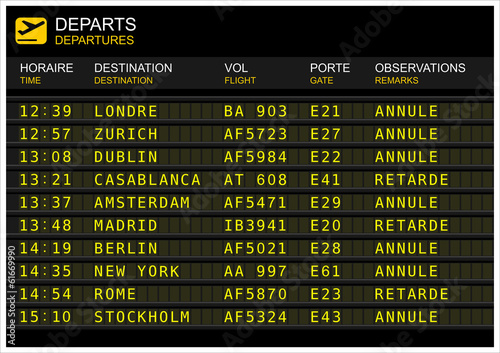 DEPARTS
DEPARTURES
HORAIRE DESTINATION VOL PORTE OBSERVATIONS
TIME DESTINATION FLIGHT GATE REMARKS
12:39 LONDRE BA 903 E21 ANNULE
12:57 ZURICH AF5723 E27 ANNULE
13:08 DUBLIN AF5984 E22 ANNULE
13:21 CASABLANCA AT 608 E41 RETARDE
13:37 AMSTERDAM AF5471 E29 ANNULE
13:48 MADRID IB3941 E20 RETARDE
14:19 BERLIN AF5021 E28 ANNULE
14:35 NEW YORK AA 997 E61 ANNULE
14:54 ROME AF5870 E23 RETARDE
15:10 STOCKHOLM AF5324 E43 ANNULE
Adobe Stock | #61669990